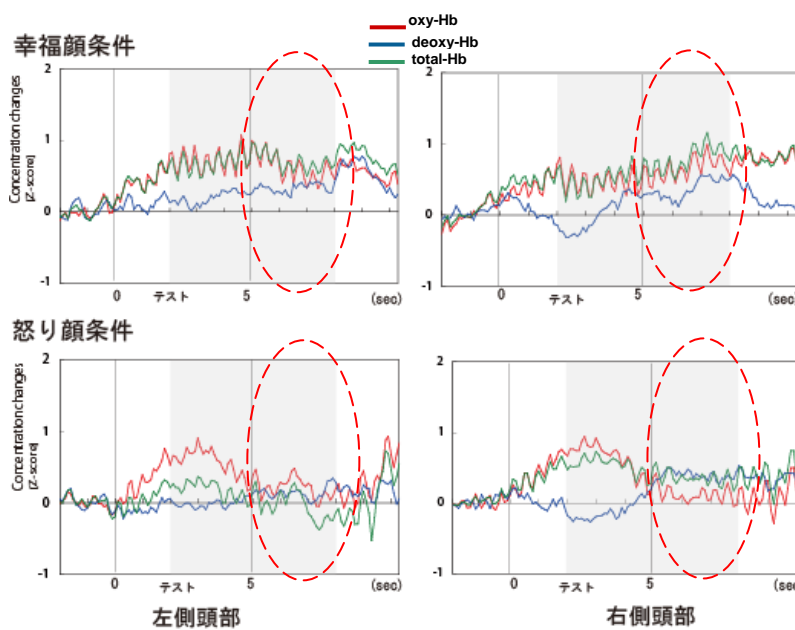 oxy-Hb
deoxy-Hb
total-Hb
幸福顔条件
Concentration changes
[Z-score]
2
1
0
-1
0
テスト
5
(sec)
2
1
0
-1
0
テスト
5
(sec)
怒り顔条件
Concentration changes
[Z-score]
2
1
0
-1
0
テスト
5
(sec)
左側頭部
2
1
0
-1
0
テスト
5
(sec)
右側頭部